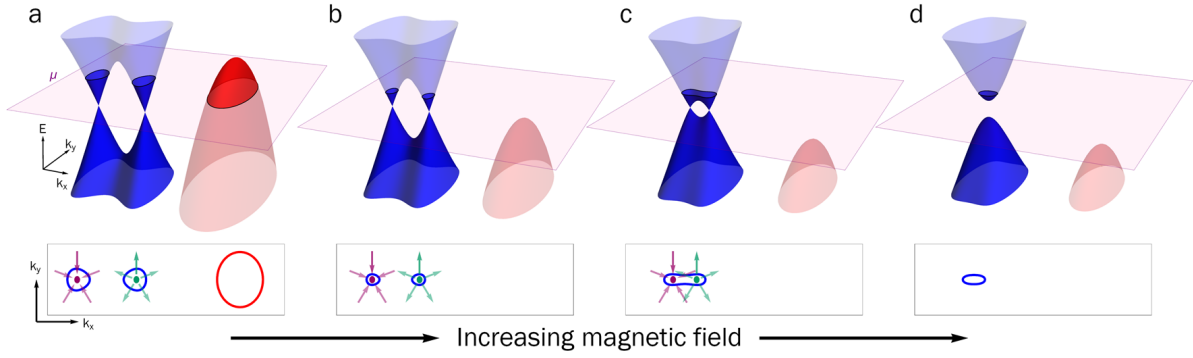 a
b
c
d
μ
E
k_y
k_x
k_y
k_x
Increasing magnetic field